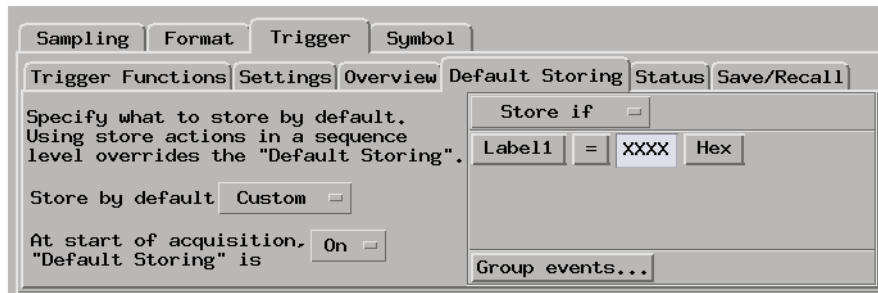 Sampling Format Trigger Symbol
Trigger Functions Settings Overview Default Storing Status Save/Recall
Specify what to store by default.
Using store actions in a sequence
level overrides the "Default Storing".
Store by default Custom
At start of acquisition, On
"Default Storing" is
Store if
Label1 = XXXX Hex
Group events...